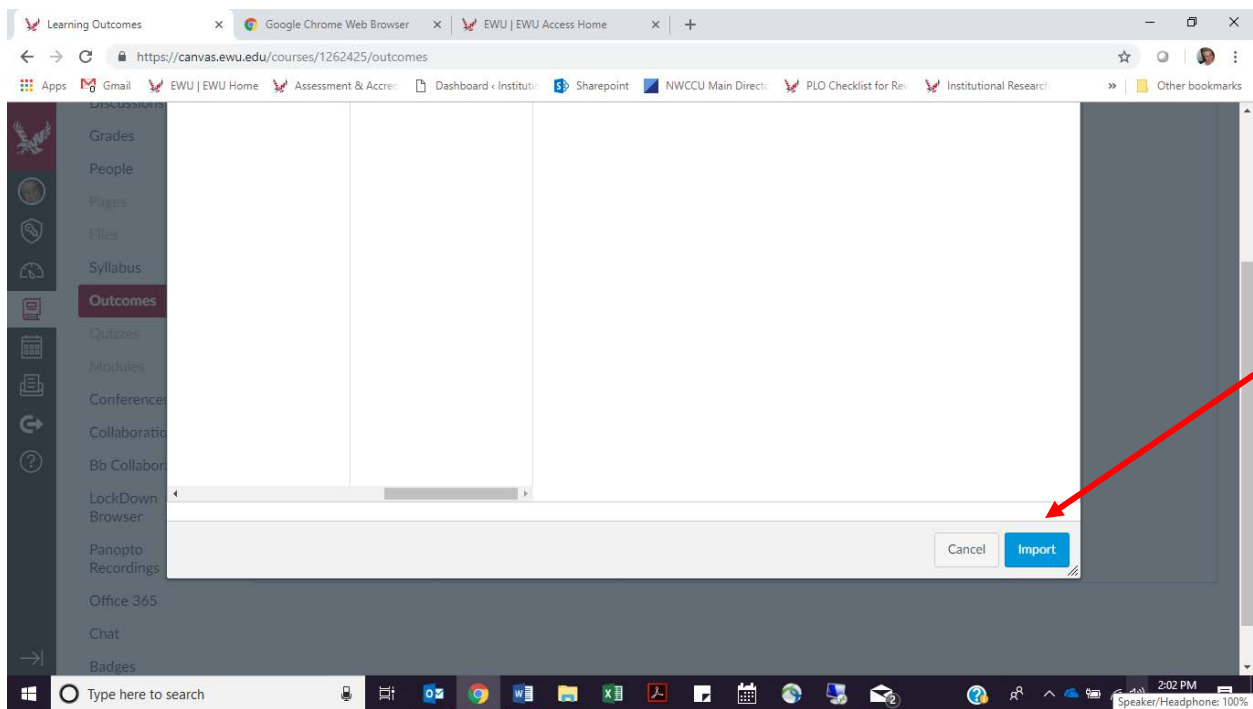 Learning Outcomes
Google Chrome Web Browser
EWU | EWU Access Home
https://canvas.ewu.edu/courses/1262425/outcomes
Apps
Gmail
EWU | EWU Home
Assessment & Accred
Dashboard ‹ Institutio
Sharepoint
NWCCU Main Directo
PLO Checklist for Rev
Institutional Research
»
Other bookmarks
Discussions
Grades
People
Pages
Files
Syllabus
Outcomes
Quizzes
Modules
Conferences
Collaboratio
Bb Collabor
LockDown
Browser
Panopto
Recordings
Office 365
Chat
Badges
Cancel
Import
Type here to search
2:02 PM
Speaker/Headphone: 100%